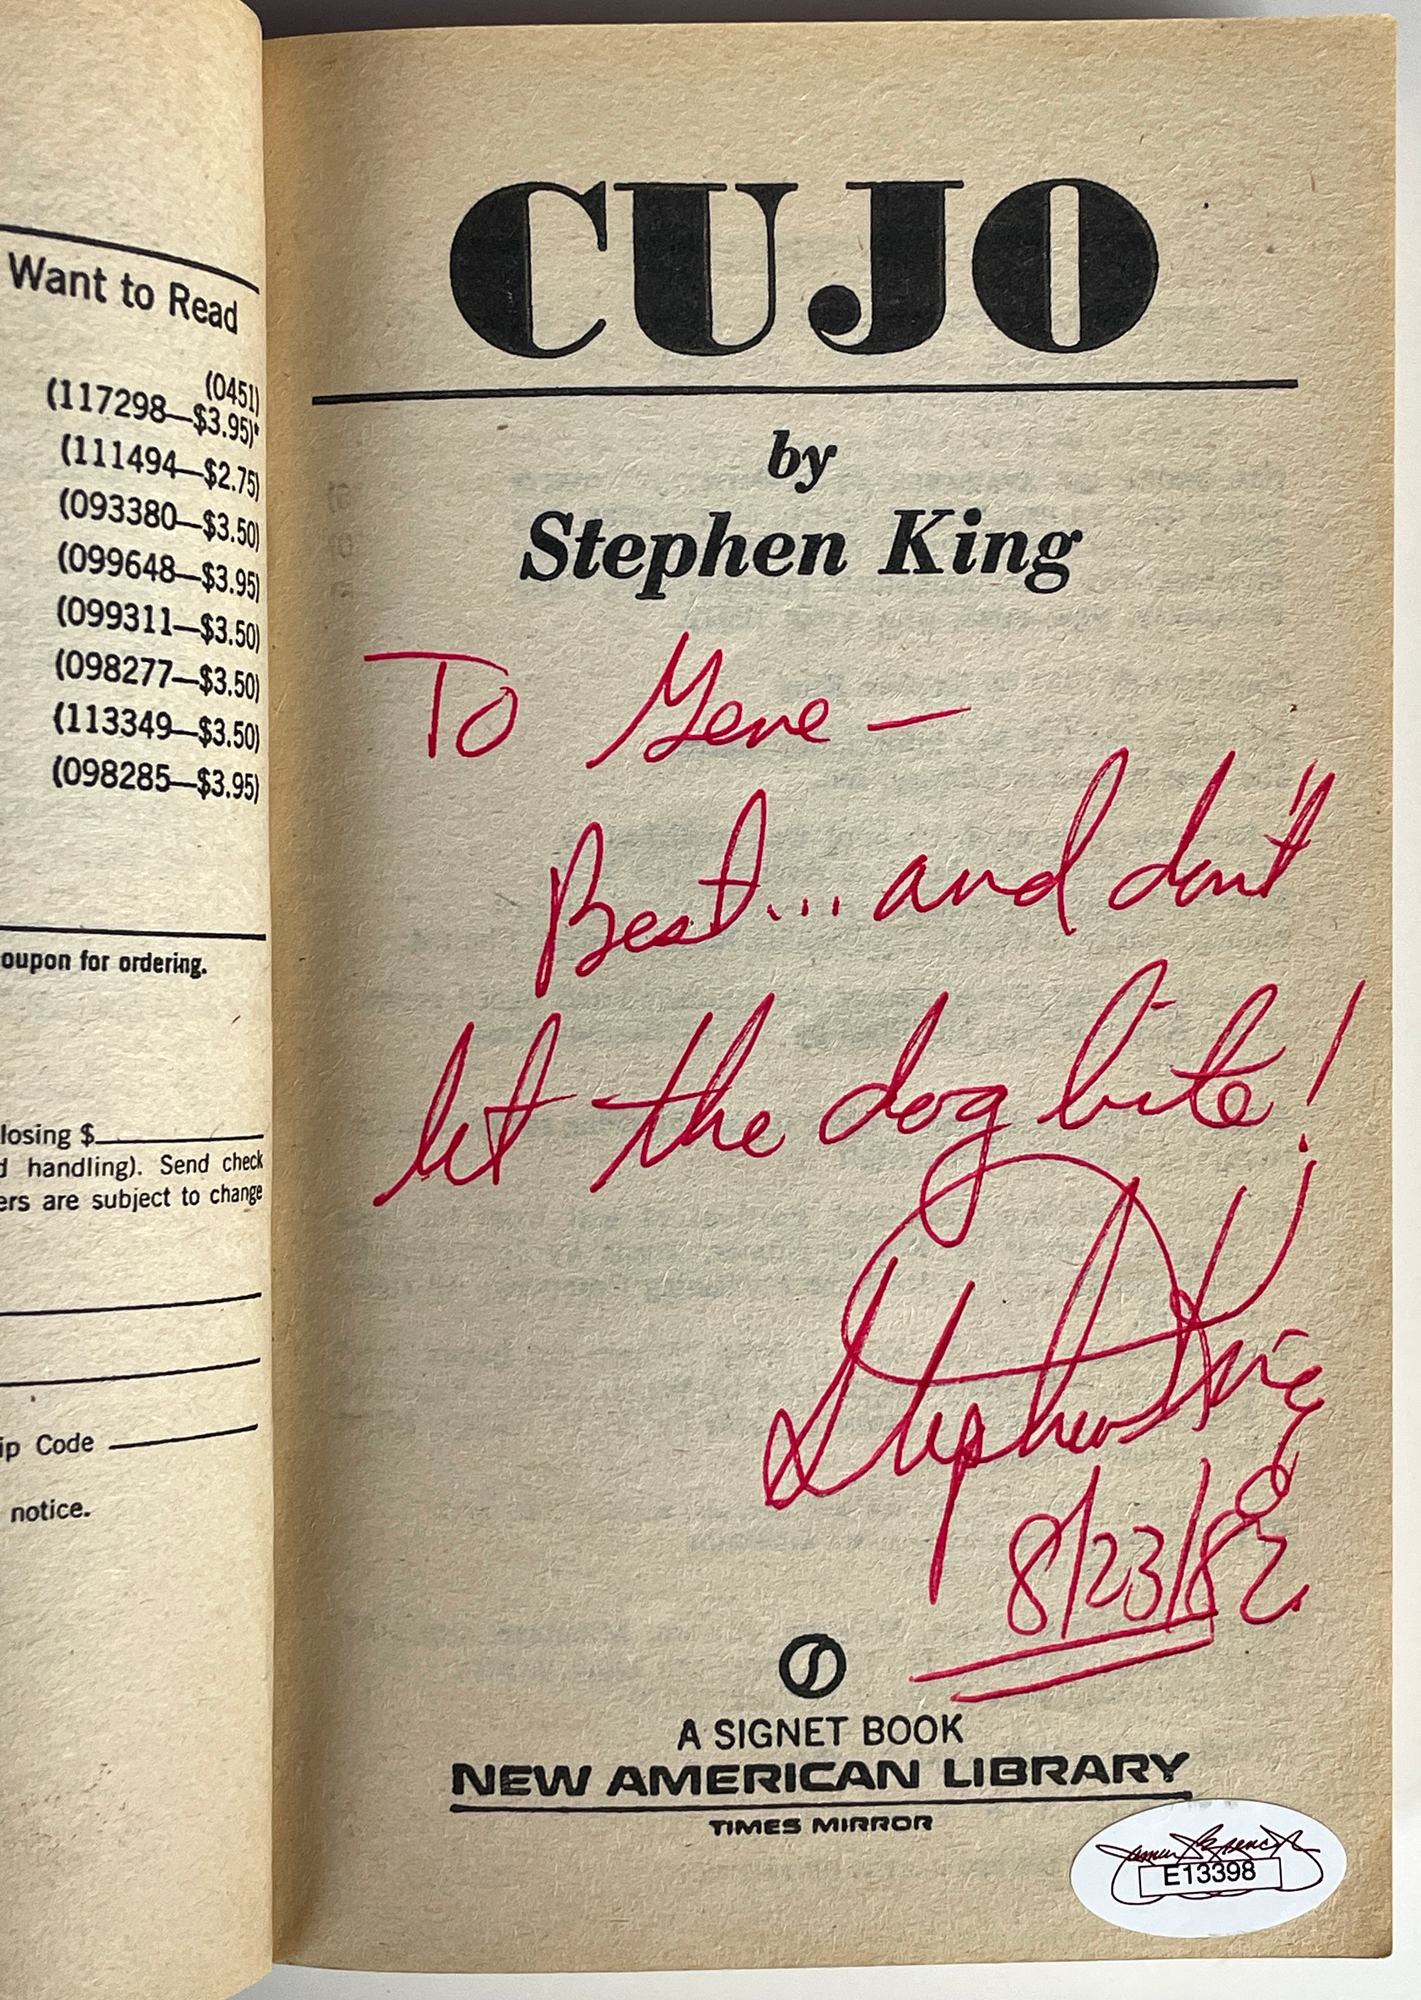 Want to Read
(0451)
(117298—$3.95)*
(111494—$2.75)
(093380—$3.50)
(099648—$3.95)
(099311—$3.50)
(098277—$3.50)
(113349—$3.50)
(098285—$3.95)
oupon for ordering.
losing $
d handling). Send check
ers are subject to change
ip Code
notice.
CUJO
by
Stephen King
To Gene —
Best... and don't
let the dog bite!
Stephen King
8/23/82
A SIGNET BOOK
NEW AMERICAN LIBRARY
TIMES MIRROR
James Spence Jr.
E13398